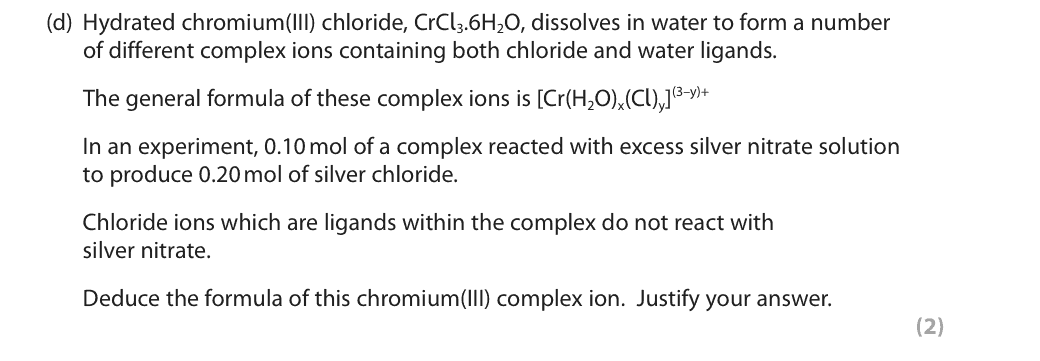 (d) Hydrated chromium(III) chloride, CrCl₃.6H₂O, dissolves in water to form a number
of different complex ions containing both chloride and water ligands.
The general formula of these complex ions is [Cr(H₂O)ₓ(Cl)ᵧ]⁽³⁻ʸ⁾⁺
In an experiment, 0.10 mol of a complex reacted with excess silver nitrate solution
to produce 0.20 mol of silver chloride.
Chloride ions which are ligands within the complex do not react with
silver nitrate.
Deduce the formula of this chromium(III) complex ion. Justify your answer.
(2)